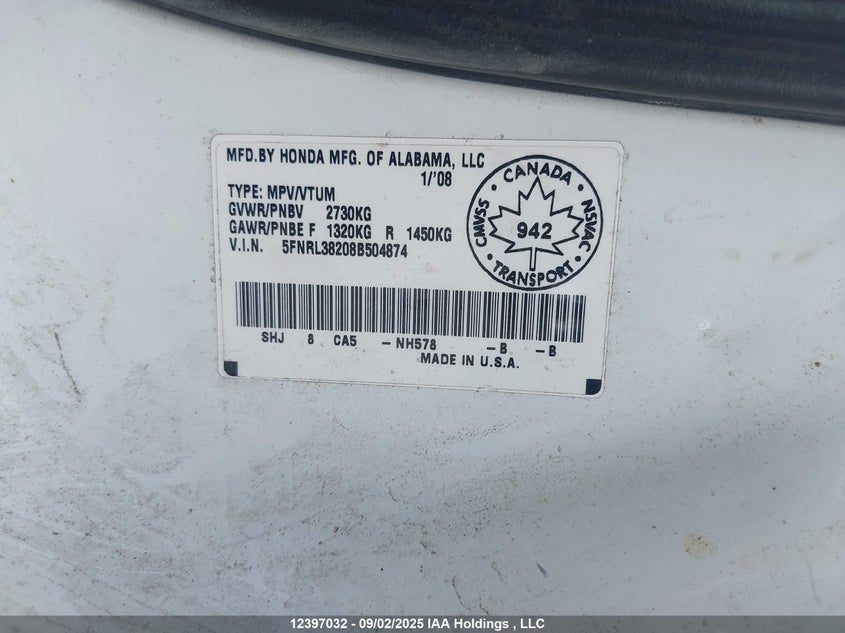 MFD.BY HONDA MFG. OF ALABAMA, LLC
1/'08
TYPE: MPV/VTUM
GVWR/PNBV 2730KG
GAWR/PNBE F 1320KG R 1450KG
V.I.N. 5FNRL38208B504874
CANADA
CMVSS 942 NSVAC
TRANSPORT
SHJ 8 CA5 -NH578 -B -B
MADE IN U.S.A.
12397032 - 09/02/2025 IAA Holdings , LLC